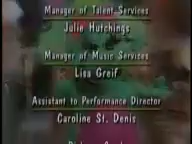 Manager of Talent Services
Julie Hutchings
Manager of Music Services
Lisa Greif
Assistant to Performance Director
Caroline St. Denis